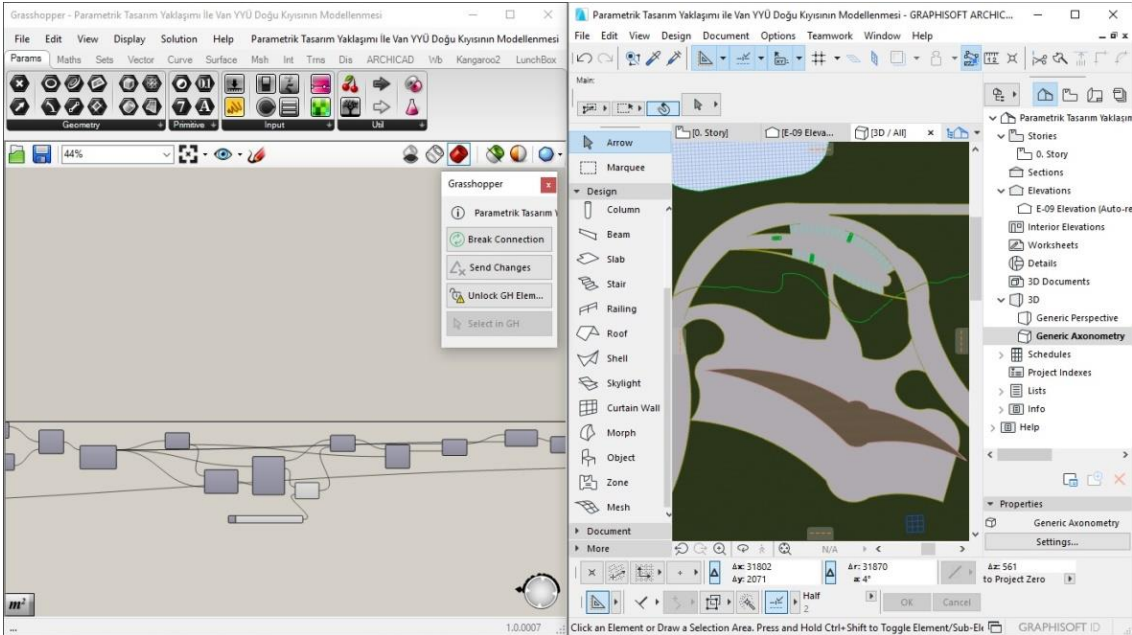 Grasshopper - Parametrik Tasarım Yaklaşımı İle Van YYÜ Doğu Kıyısının Modellenmesi
File Edit View Display Solution Help Parametrik Tasarım Yaklaşımı İle Van YYÜ Doğu Kıyısının Modellenmesi
Params Maths Sets Vector Curve Surface Msh Int Trns Dis ARCHICAD Wb Kangaroo2 LunchBox
Geometry Primitive Input Util
44%
Grasshopper
Parametrik Tasarım
Break Connection
Send Changes
Unlock GH Elem...
Select in GH
m²
...
1.0.0007
Parametrik Tasarım Yaklaşımı ile Van YYÜ Doğu Kıyısının Modellenmesi - GRAPHISOFT ARCHIC...
File Edit View Design Document Options Teamwork Window Help
Main:
[0. Story] [E-09 Eleva... [3D / All]
Arrow
Marquee
Design
Column
Beam
Slab
Stair
Railing
Roof
Shell
Skylight
Curtain Wall
Morph
Object
Zone
Mesh
Document
More
N/A
Parametrik Tasarım Yaklaşım
Stories
0. Story
Sections
Elevations
E-09 Elevation (Auto-re
Interior Elevations
Worksheets
Details
3D Documents
3D
Generic Perspective
Generic Axonometry
Schedules
Project Indexes
Lists
Info
Help
Properties
Generic Axonometry
Settings...
Δx: 31802
Δy: 2071
Δr: 31870
α: 4°
Δz: 561
to Project Zero
Half
2
OK Cancel
Click an Element or Draw a Selection Area. Press and Hold Ctrl+Shift to Toggle Element/Sub-Ele
GRAPHISOFT ID